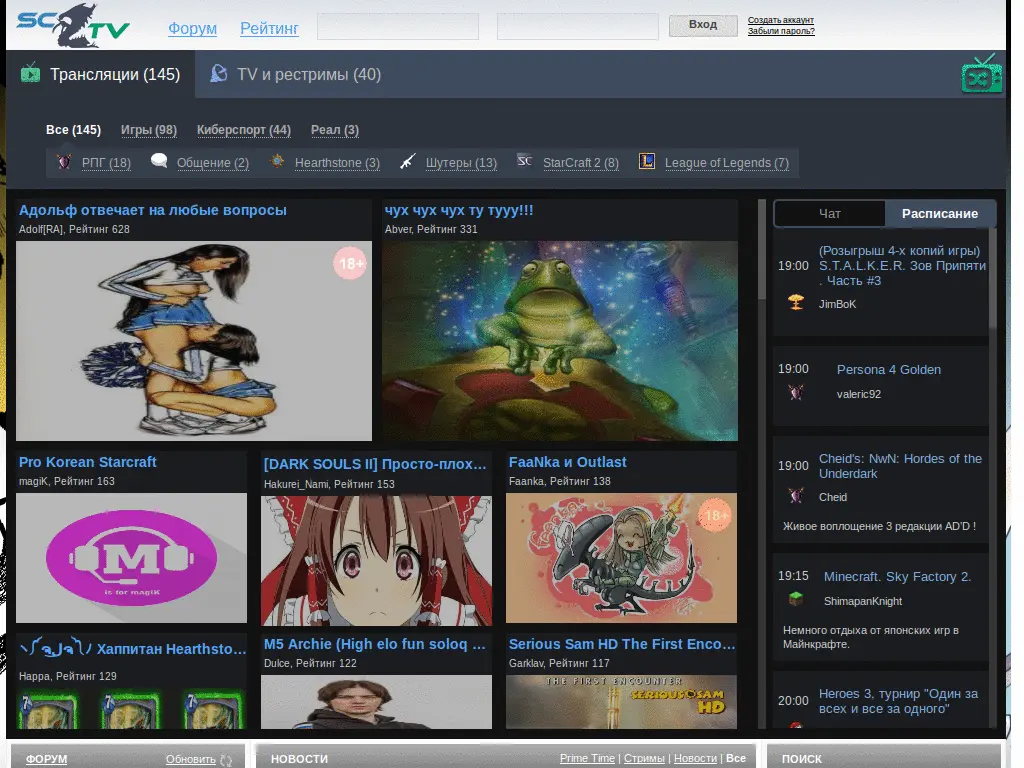 SC TV
Форум Рейтинг Вход Создать аккаунт
Забыли пароль?
Трансляции (145) TV и рестримы (40)
Все (145) Игры (98) Киберспорт (44) Реал (3)
РПГ (18) Общение (2) Hearthstone (3) Шутеры (13) StarCraft 2 (8) League of Legends (7)
Адольф отвечает на любые вопросы
Adolf[RA], Рейтинг 628
18+
чух чух чух ту тууу!!!
Abver, Рейтинг 331
Pro Korean Starcraft
magiK, Рейтинг 163
M
is for magiK
[DARK SOULS II] Просто-плох...
Hakurei_Nami, Рейтинг 153
FaaNka и Outlast
Faanka, Рейтинг 138
18+
Хаппитан Hearthsto...
Happa, Рейтинг 129
7 7 7
M5 Archie (High elo fun soloq ...
Dulce, Рейтинг 122
Serious Sam HD The First Enco...
Garklav, Рейтинг 117
THE FIRST ENCOUNTER
SERIOUS SAM
HD
Чат Расписание
19:00
(Розыгрыш 4-х копий игры)
S.T.A.L.K.E.R. Зов Припяти
. Часть #3
JimBoK
19:00
Persona 4 Golden
valeric92
19:00
Cheid's: NwN: Hordes of the
Underdark
Cheid
Живое воплощение 3 редакции AD'D !
19:15
Minecraft. Sky Factory 2.
ShimapanKnight
Немного отдыха от японских игр в
Майнкрафте.
20:00
Heroes 3, турнир "Один за
всех и все за одного"
ФОРУМ Обновить
НОВОСТИ Prime Time | Стримы | Новости | Все
ПОИСК